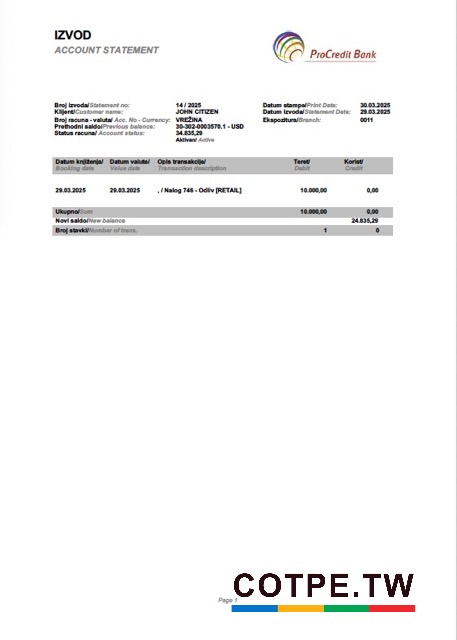 IZVOD
ACCOUNT STATEMENT
ProCredit Bank
Broj izvoda/Statement no: 14 / 2025 Datum stampe/Print Date: 30.03.2025
Klijent/Customer name: JOHN CITIZEN Datum izvoda/Statement Date: 29.03.2025
Broj racuna - valuta/ Acc. No - Currency: VREŽINA Ekspozitura/Branch: 0011
Prethodni saldo/Previous balance: 30-302-0003570.1 - USD
Status racuna/ Account status: 34.835,29
Aktivan/ Active
Datum knjiženja/ Datum valute/ Opis transakcije/ Teret/ Korist/
Booking date Value date Transaction description Debit Credit
29.03.2025 29.03.2025 , / Nalog 746 - Odliv [RETAIL] 10.000,00 0,00
Ukupno/Sum 10.000,00 0,00
Novi saldo/New balance 24.835,29
Broj stavki/Number of trans. 1 0
COTPE.TW
Page 1